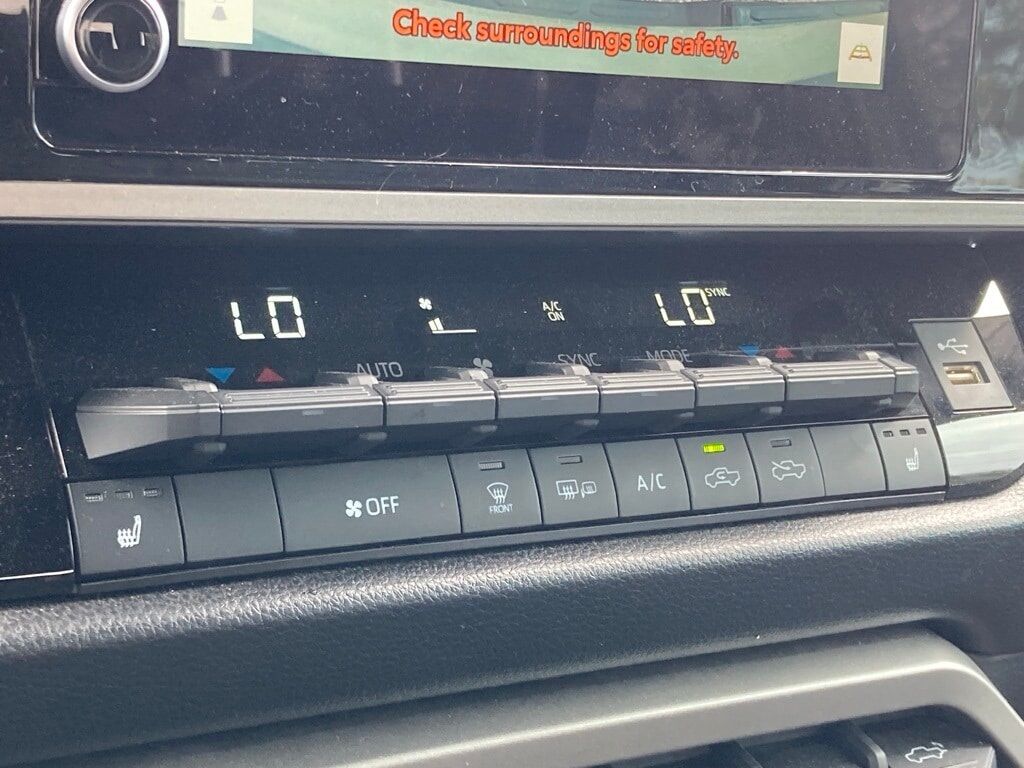 Check surroundings for safety.
LO
A/C
ON
LO SYNC
AUTO
SYNC
MODE
OFF
FRONT
A/C